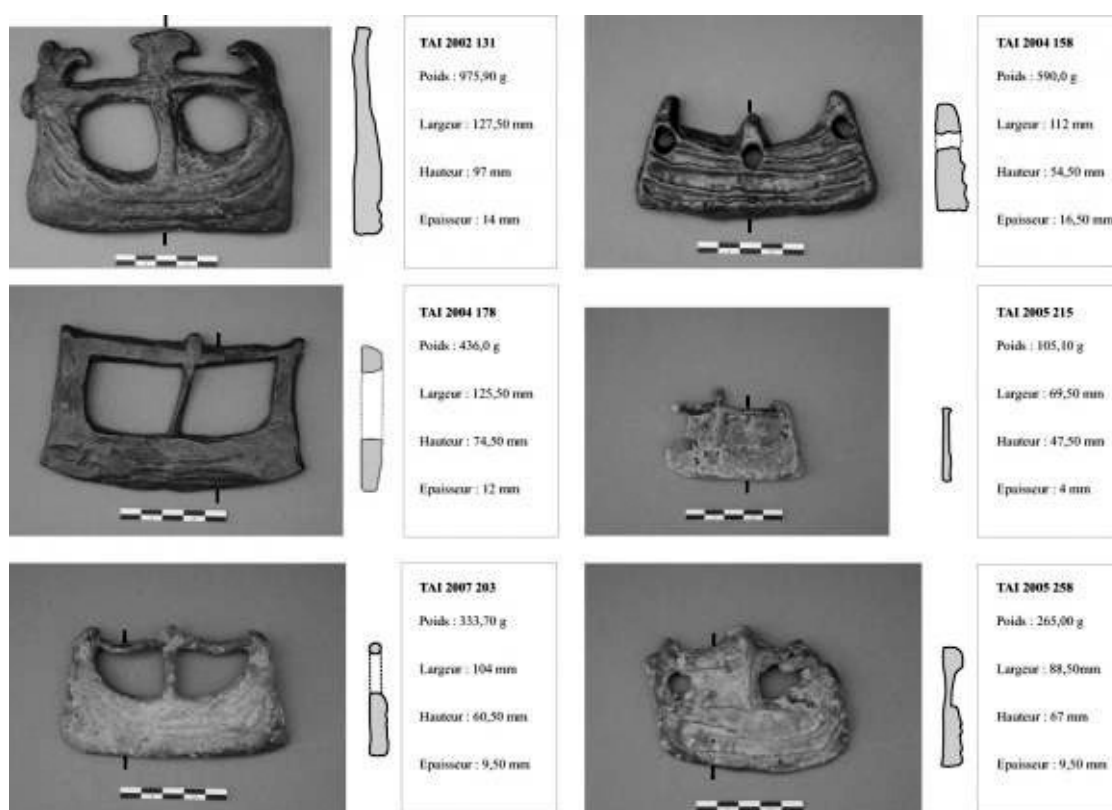 TAI 2002 131
Poids : 975,90 g
Largeur : 127,50 mm
Hauteur : 97 mm
Epaisseur : 14 mm
TAI 2004 158
Poids : 590,0 g
Largeur : 112 mm
Hauteur : 54,50 mm
Epaisseur : 16,50 mm
TAI 2004 178
Poids : 436,0 g
Largeur : 125,50 mm
Hauteur : 74,50 mm
Epaisseur : 12 mm
TAI 2005 215
Poids : 105,10 g
Largeur : 69,50 mm
Hauteur : 47,50 mm
Epaisseur : 4 mm
TAI 2007 203
Poids : 333,70 g
Largeur : 104 mm
Hauteur : 60,50 mm
Epaisseur : 9,50 mm
TAI 2005 258
Poids : 265,00 g
Largeur : 88,50mm
Hauteur : 67 mm
Epaisseur : 9,50 mm